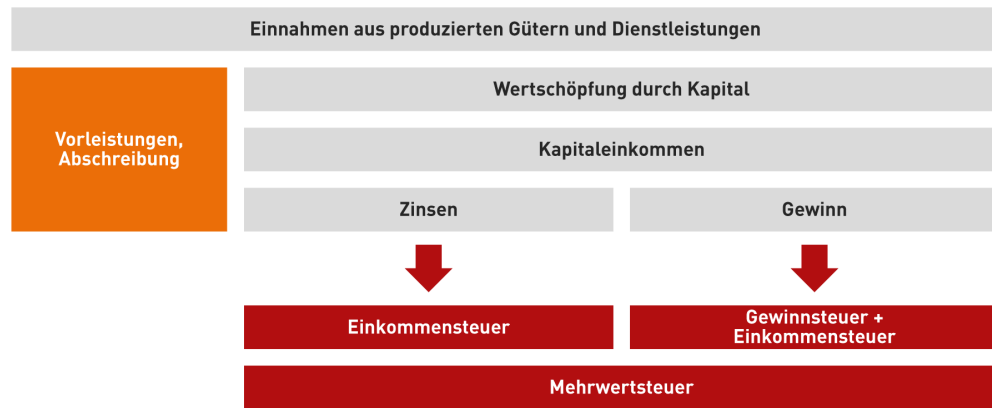 Einnahmen aus produzierten Gütern und Dienstleistungen
Vorleistungen,
Abschreibung
Wertschöpfung durch Kapital
Kapitaleinkommen
Zinsen
Gewinn
Einkommensteuer
Gewinnsteuer +
Einkommensteuer
Mehrwertsteuer